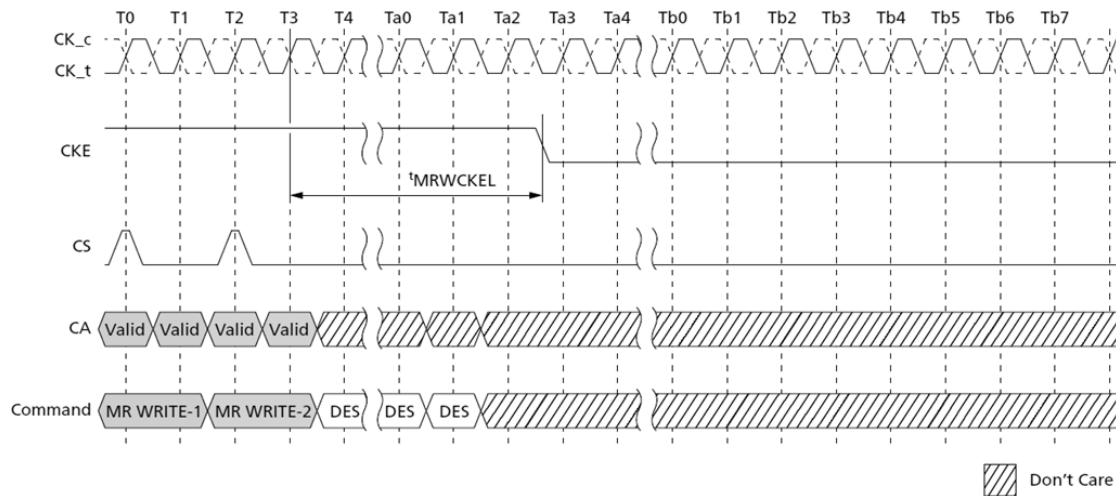 T0 T1 T2 T3 T4 Ta0 Ta1 Ta2 Ta3 Ta4 Tb0 Tb1 Tb2 Tb3 Tb4 Tb5 Tb6 Tb7
CK_c
CK_t
CKE
tMRWCKEL
CS
CA Valid Valid Valid Valid
Command MR WRITE-1 MR WRITE-2 DES DES DES
Don't Care